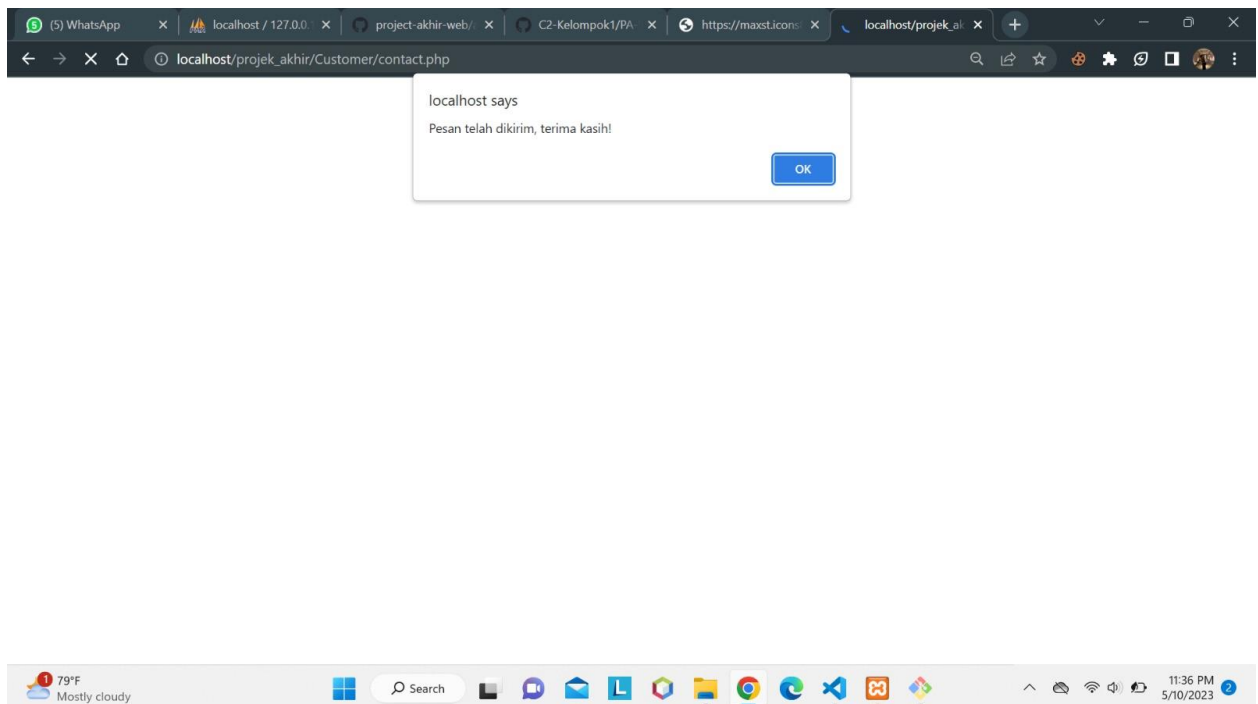 (5) WhatsApp
localhost / 127.0.0.
project-akhir-web/
C2-Kelompok1/PA-
https://maxst.icons
localhost/projek_ak
localhost/projek_akhir/Customer/contact.php
localhost says
Pesan telah dikirim, terima kasih!
OK
1
79°F
Mostly cloudy
Search
11:36 PM
5/10/2023
2